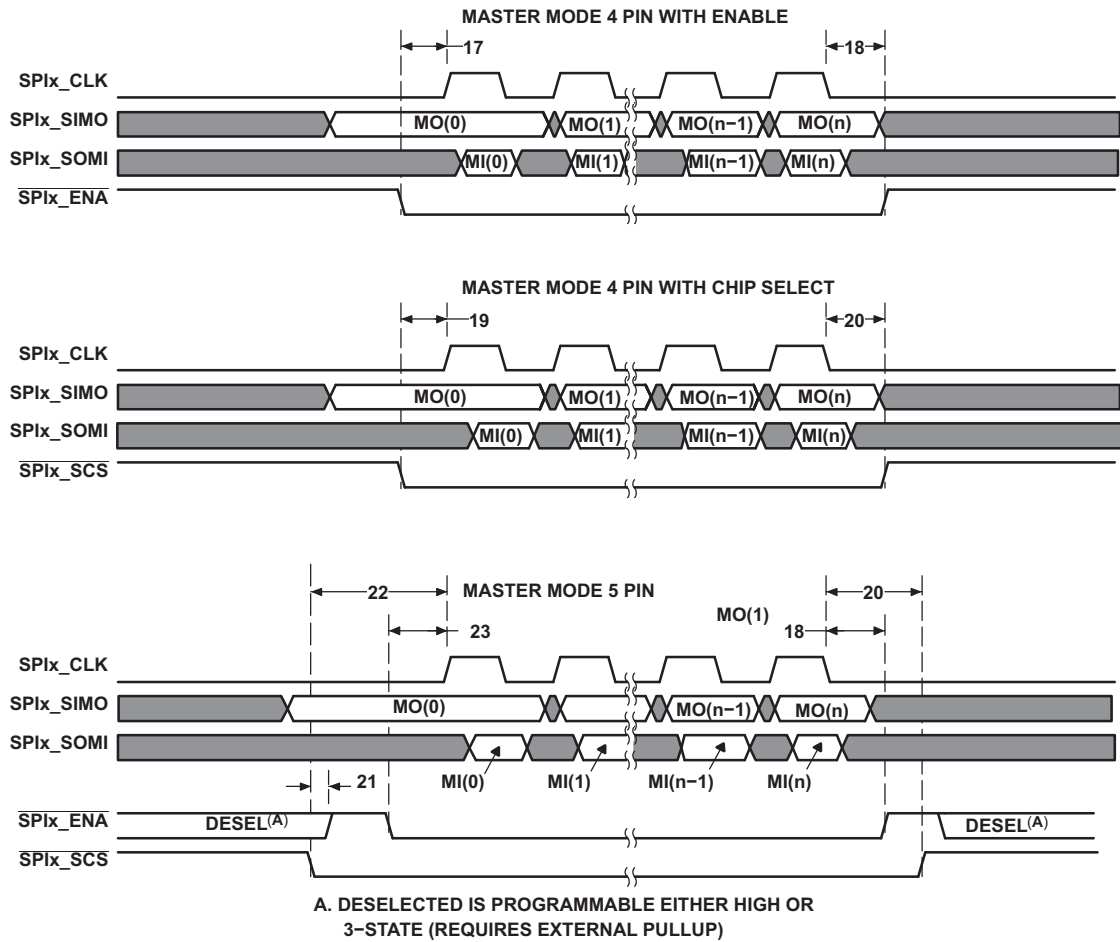 MASTER MODE 4 PIN WITH ENABLE
17
18
SPIx_CLK
SPIx_SIMO
MO(0)
MO(1)
MO(n−1)
MO(n)
SPIx_SOMI
MI(0)
MI(1)
MI(n−1)
MI(n)
SPIx_ENA
MASTER MODE 4 PIN WITH CHIP SELECT
19
20
SPIx_CLK
SPIx_SIMO
MO(0)
MO(1)
MO(n−1)
MO(n)
SPIx_SOMI
MI(0)
MI(1)
MI(n−1)
MI(n)
SPIx_SCS
22
MASTER MODE 5 PIN
20
MO(1)
23
18
SPIx_CLK
SPIx_SIMO
MO(0)
MO(n−1)
MO(n)
SPIx_SOMI
MI(0)
MI(1)
MI(n−1)
MI(n)
21
SPIx_ENA
DESEL(A)
DESEL(A)
SPIx_SCS
A. DESELECTED IS PROGRAMMABLE EITHER HIGH OR
3−STATE (REQUIRES EXTERNAL PULLUP)